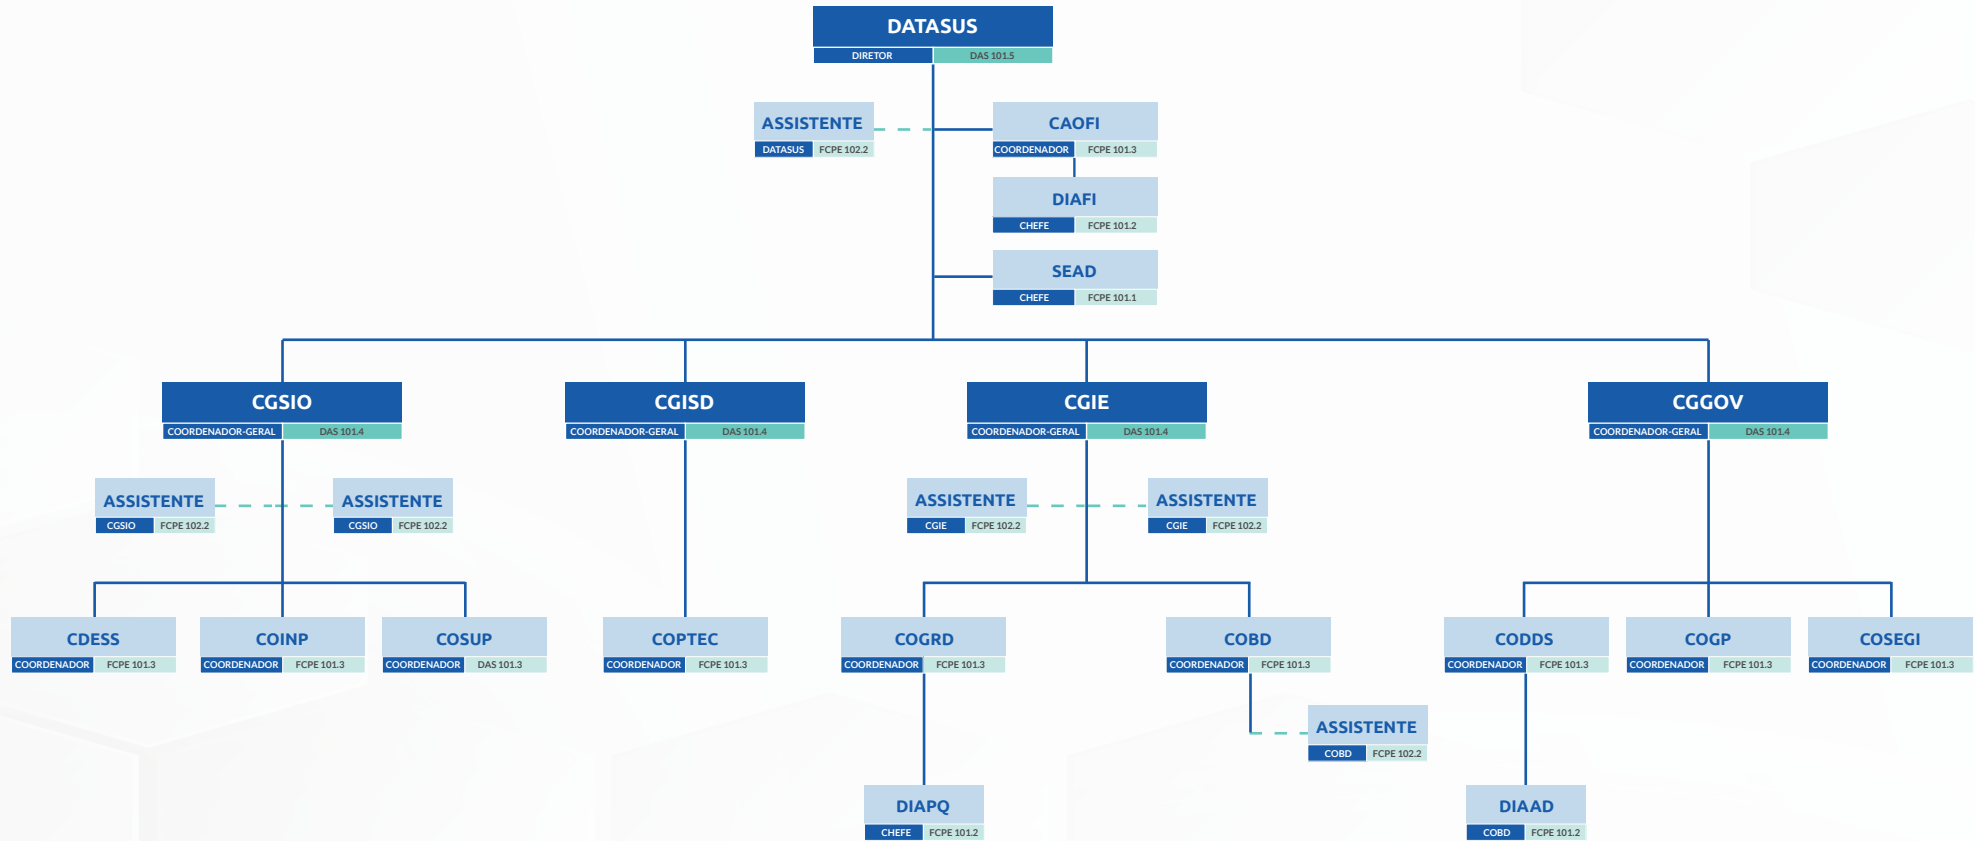 DATASUS
DIRETOR DAS 101.5
ASSISTENTE
DATASUS FCPE 102.2
CAOFI
COORDENADOR FCPE 101.3
DIAFI
CHEFE FCPE 101.2
SEAD
CHEFE FCPE 101.1
CGSIO
COORDENADOR-GERAL DAS 101.4
CGISD
COORDENADOR-GERAL DAS 101.4
CGIE
COORDENADOR-GERAL DAS 101.4
CGGOV
COORDENADOR-GERAL DAS 101.4
ASSISTENTE
CGSIO FCPE 102.2
ASSISTENTE
CGSIO FCPE 102.2
ASSISTENTE
CGIE FCPE 102.2
ASSISTENTE
CGIE FCPE 102.2
CDESS
COORDENADOR FCPE 101.3
COINP
COORDENADOR FCPE 101.3
COSUP
COORDENADOR DAS 101.3
COPTEC
COORDENADOR FCPE 101.3
COGRD
COORDENADOR FCPE 101.3
COBD
COORDENADOR FCPE 101.3
CODDS
COORDENADOR FCPE 101.3
COGP
COORDENADOR FCPE 101.3
COSEGI
COORDENADOR FCPE 101.3
ASSISTENTE
COBD FCPE 102.2
DIAPQ
CHEFE FCPE 101.2
DIAAD
COBD FCPE 101.2